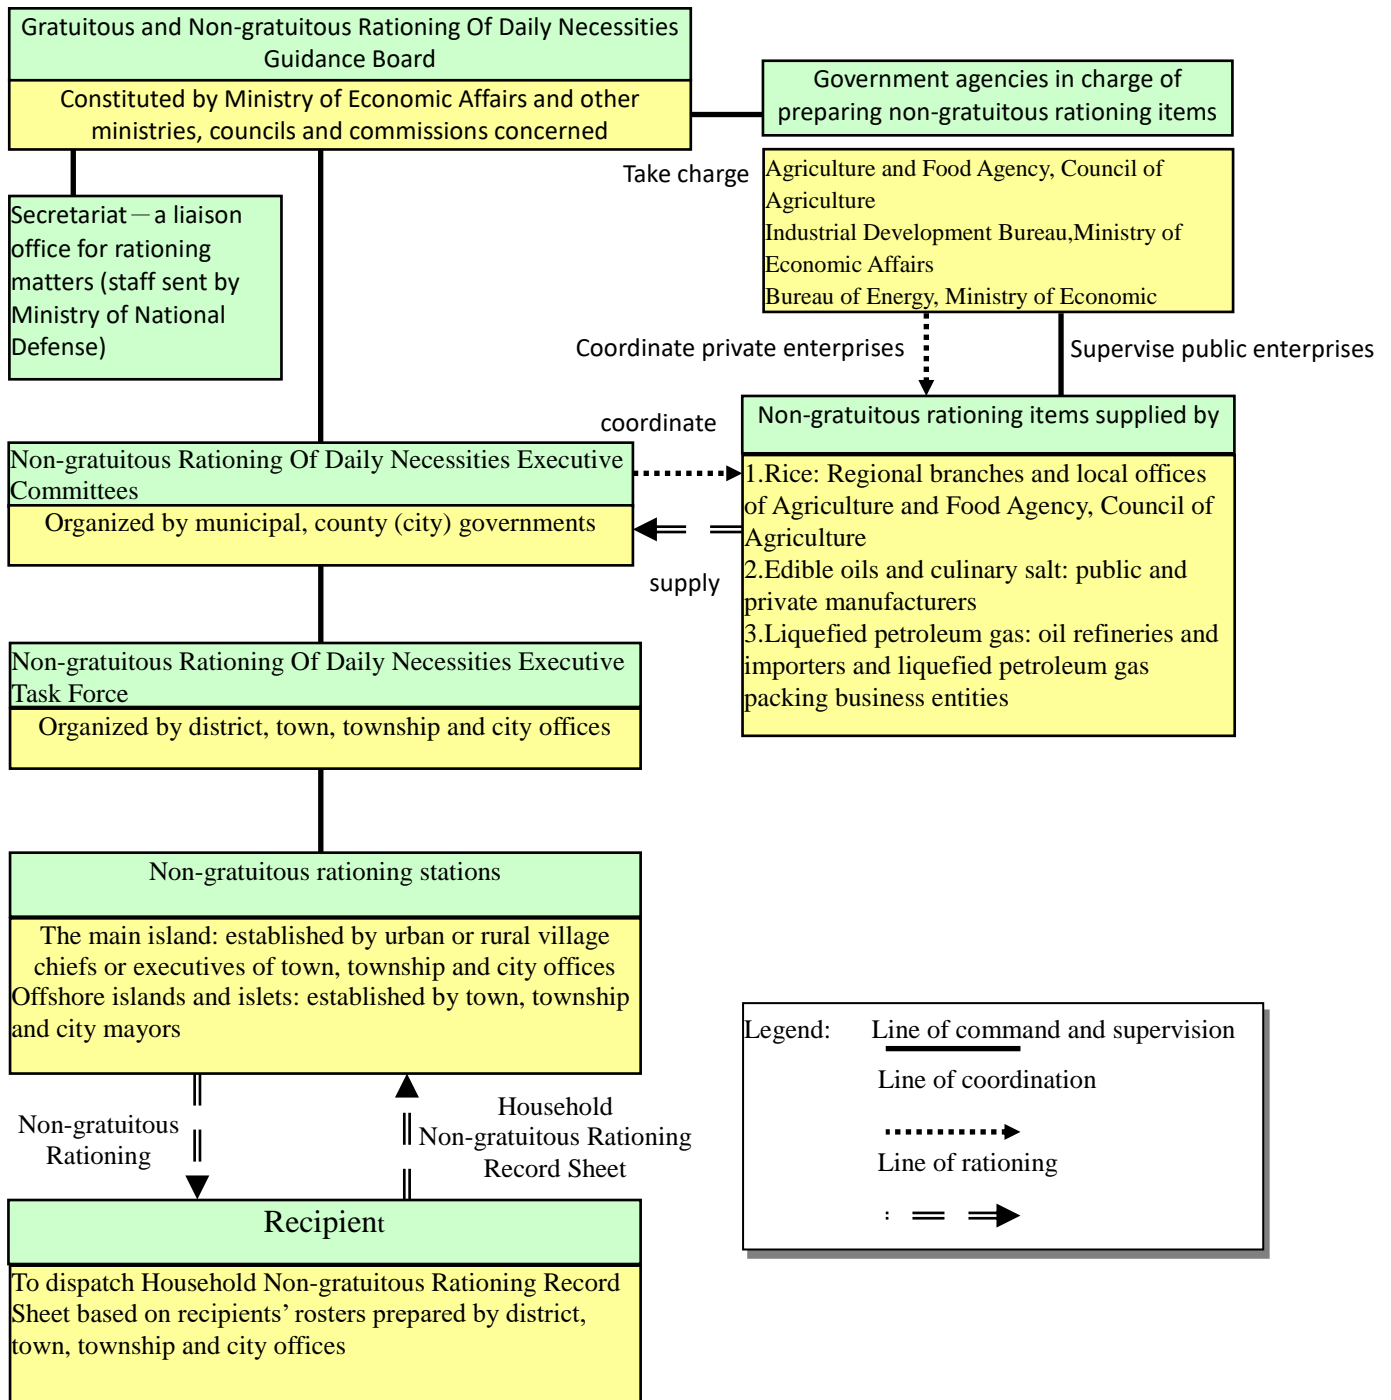 Gratuitous and Non-gratuitous Rationing Of Daily Necessities
Guidance Board
Constituted by Ministry of Economic Affairs and other
ministries, councils and commissions concerned
Government agencies in charge of
preparing non-gratuitous rationing items
Take charge
Agriculture and Food Agency, Council of
Agriculture
Industrial Development Bureau,Ministry of
Economic Affairs
Bureau of Energy, Ministry of Economic
Secretariat－a liaison
office for rationing
matters (staff sent by
Ministry of National
Defense)
Coordinate private enterprises
Supervise public enterprises
Non-gratuitous rationing items supplied by
1.Rice: Regional branches and local offices
of Agriculture and Food Agency, Council of
Agriculture
2.Edible oils and culinary salt: public and
private manufacturers
3.Liquefied petroleum gas: oil refineries and
importers and liquefied petroleum gas
packing business entities
coordinate
Non-gratuitous Rationing Of Daily Necessities Executive
Committees
Organized by municipal, county (city) governments
supply
Non-gratuitous Rationing Of Daily Necessities Executive
Task Force
Organized by district, town, township and city offices
Non-gratuitous rationing stations
The main island: established by urban or rural village
chiefs or executives of town, township and city offices
Offshore islands and islets: established by town, township
and city mayors
Non-gratuitous
Rationing
Household
Non-gratuitous Rationing
Record Sheet
Recipient
To dispatch Household Non-gratuitous Rationing Record
Sheet based on recipients’ rosters prepared by district,
town, township and city offices
Legend: Line of command and supervision
Line of coordination
Line of rationing